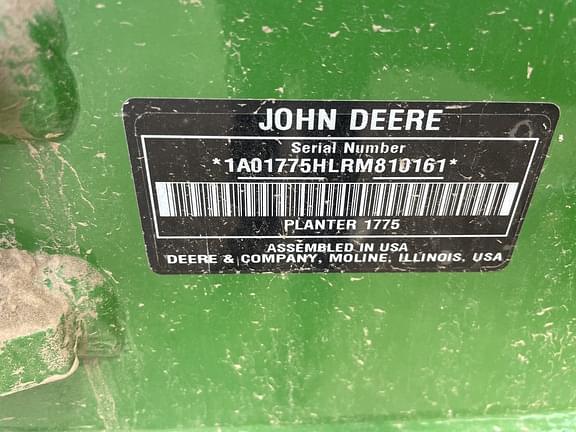 JOHN DEERE
Serial Number
*1A01775HLRM810161*
PLANTER 1775
ASSEMBLED IN USA
DEERE & COMPANY, MOLINE, ILLINOIS, USA